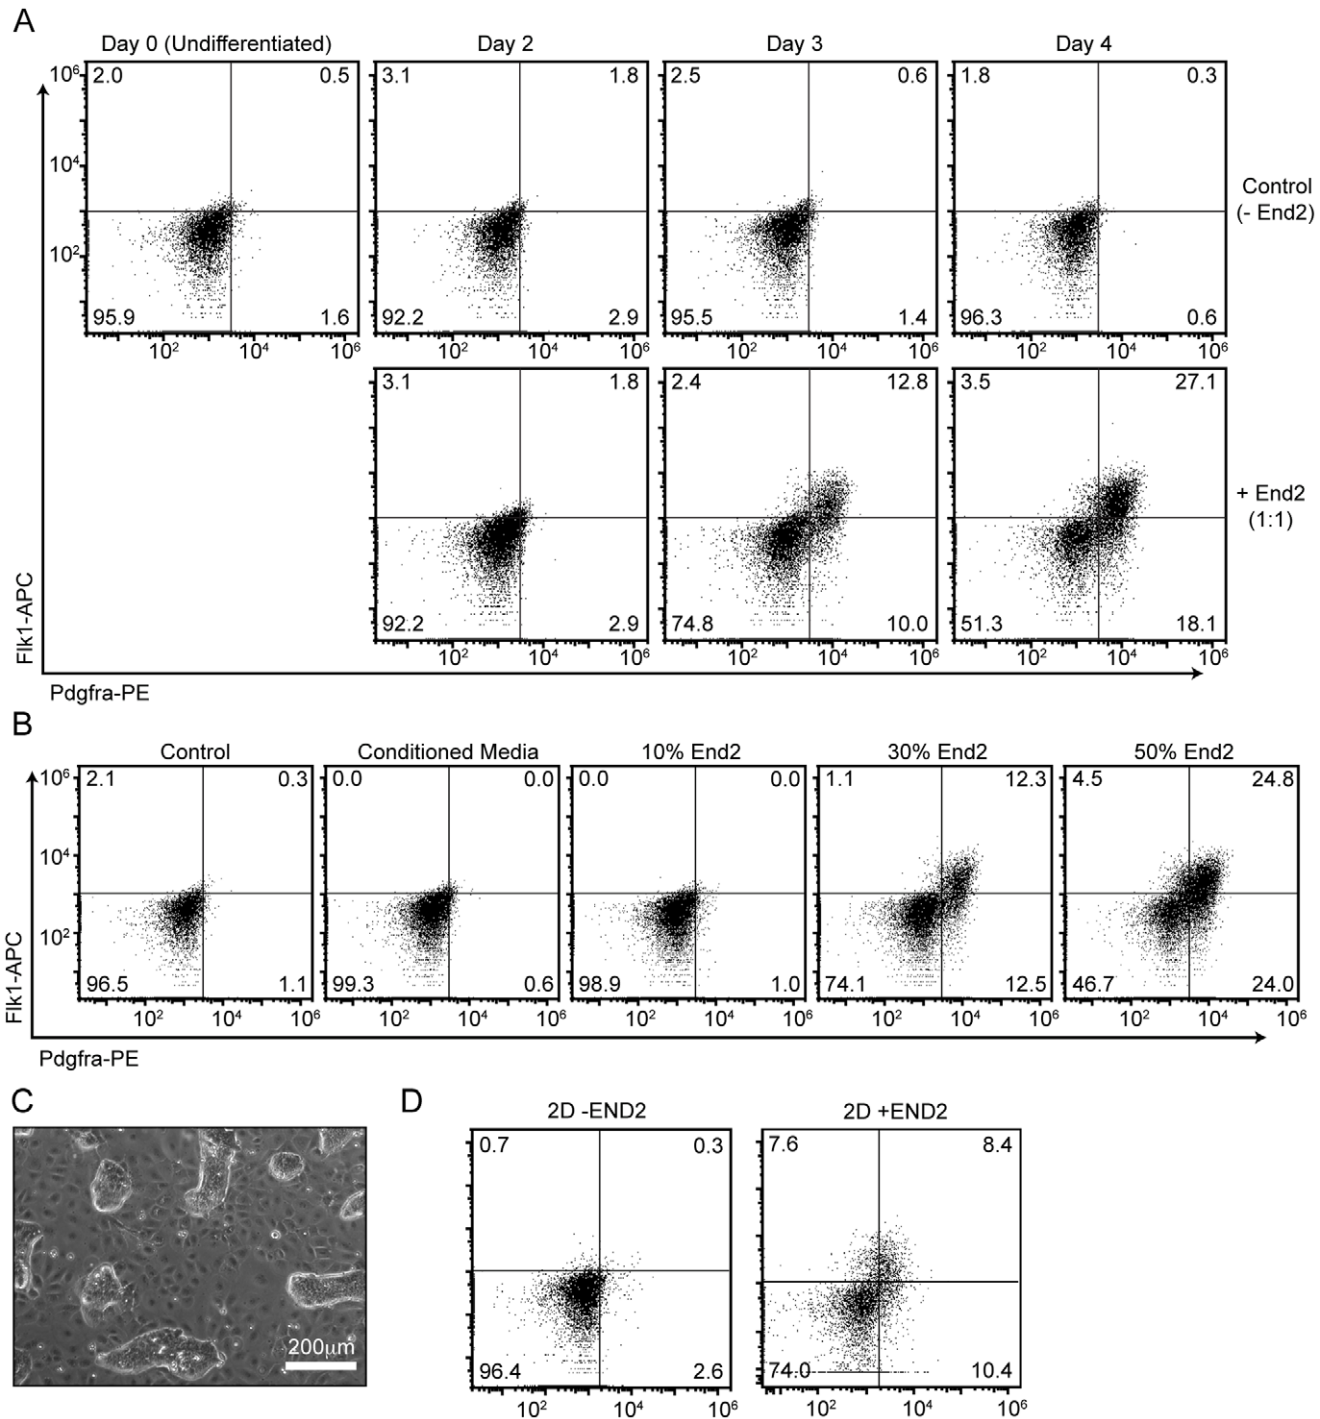 A
Day 0 (Undifferentiated) Day 2 Day 3 Day 4
10⁶ 2.0 0.5 3.1 1.8 2.5 0.6 1.8 0.3
10⁴
Control
(- End2)
10²
95.9 1.6 92.2 2.9 95.5 1.4 96.3 0.6
10² 10⁴ 10⁶ 10² 10⁴ 10⁶ 10² 10⁴ 10⁶ 10² 10⁴ 10⁶
3.1 1.8 2.4 12.8 3.5 27.1
+ End2
(1:1)
92.2 2.9 74.8 10.0 51.3 18.1
10² 10⁴ 10⁶ 10² 10⁴ 10⁶ 10² 10⁴ 10⁶
Flk1-APC
Pdgfra-PE
B
Control Conditioned Media 10% End2 30% End2 50% End2
10⁶ 2.1 0.3 0.0 0.0 0.0 0.0 1.1 12.3 4.5 24.8
10⁴
10²
96.5 1.1 99.3 0.6 98.9 1.0 74.1 12.5 46.7 24.0
10² 10⁴ 10⁶ 10² 10⁴ 10⁶ 10² 10⁴ 10⁶ 10² 10⁴ 10⁶ 10² 10⁴ 10⁶
Flk1-APC
Pdgfra-PE
C
200µm
D
2D -END2 2D +END2
0.7 0.3 7.6 8.4
96.4 2.6 74.0 10.4
10² 10⁴ 10⁶ 10² 10⁴ 10⁶